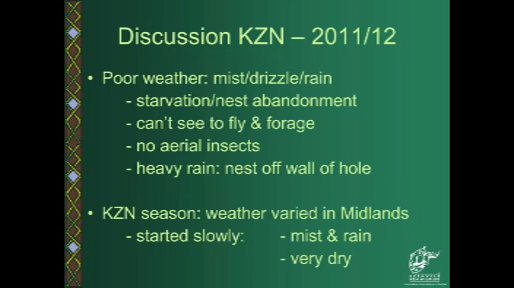 Discussion KZN – 2011/12
• Poor weather: mist/drizzle/rain
- starvation/nest abandonment
- can't see to fly & forage
- no aerial insects
- heavy rain: nest off wall of hole
• KZN season: weather varied in Midlands
- started slowly: - mist & rain
- very dry